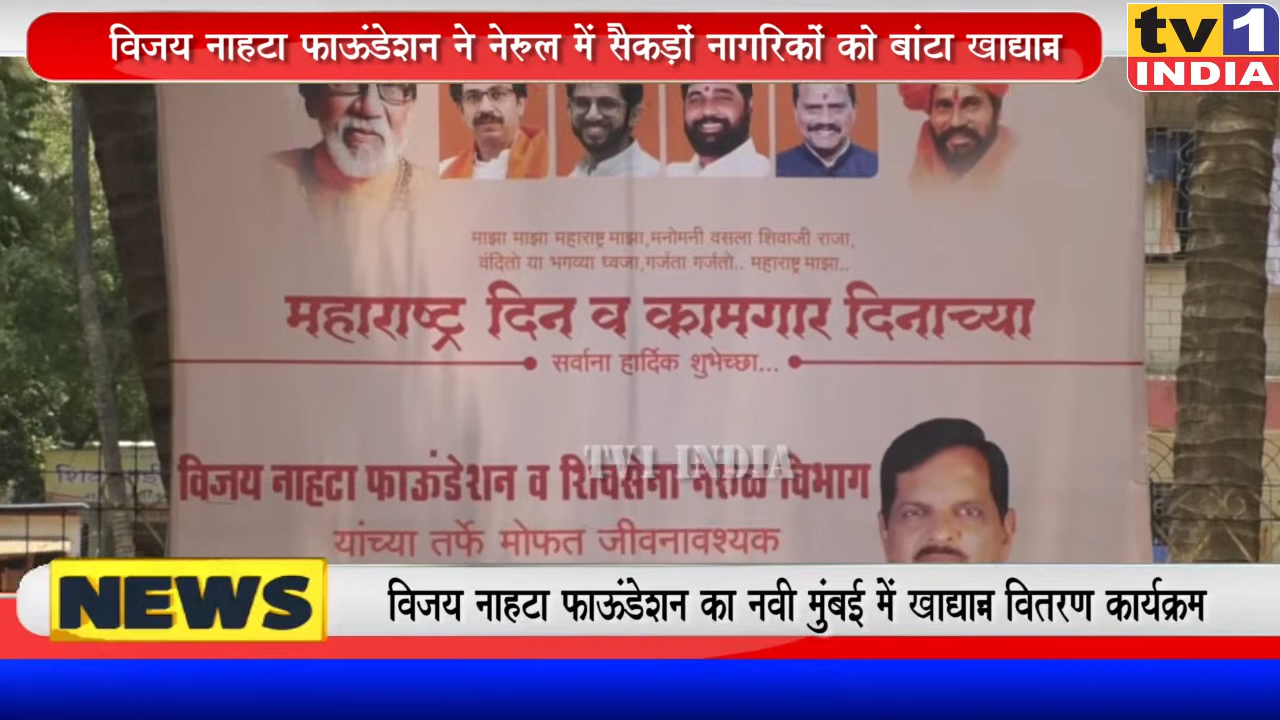 विजय नाहटा फाऊंडेशन ने नेरुल में सैकड़ों नागरिकों को बांटा खाद्यान्न
tv1
INDIA
माझा माझा महाराष्ट्र माझा,मनोमनी वसला शिवाजी राजा,
वंदितो या भगव्या ध्वजा,गर्जता गर्जतो.. महाराष्ट्र माझा..
महाराष्ट्र दिन व कामगार दिनाच्या
सर्वाना हार्दिक शुभेच्छा...
TV1 INDIA
विजय नाहटा फाऊंडेशन व शिवसेना नेरुळ विभाग
यांच्या तर्फे मोफत जीवनावश्यक
NEWS
विजय नाहटा फाऊंडेशन का नवी मुंबई में खाद्यान्न वितरण कार्यक्रम